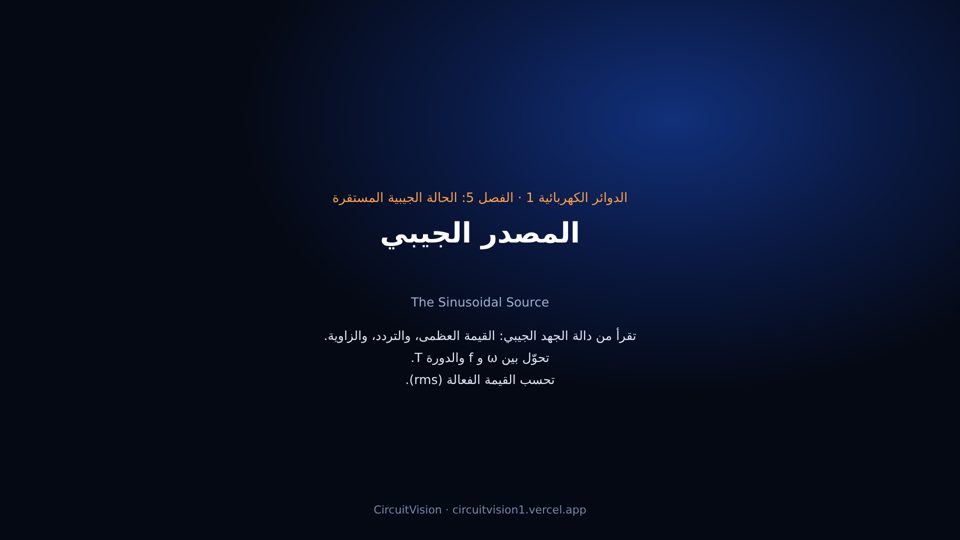 الدوائر الكهربائية 1 · الفصل 5: الحالة الجيبية المستقرة
المصدر الجيبي
The Sinusoidal Source
تقرأ من دالة الجهد الجيبي: القيمة العظمى، والتردد، والزاوية.
تحوّل بين ω و f والدورة T.
تحسب القيمة الفعالة (rms).
CircuitVision · circuitvision1.vercel.app